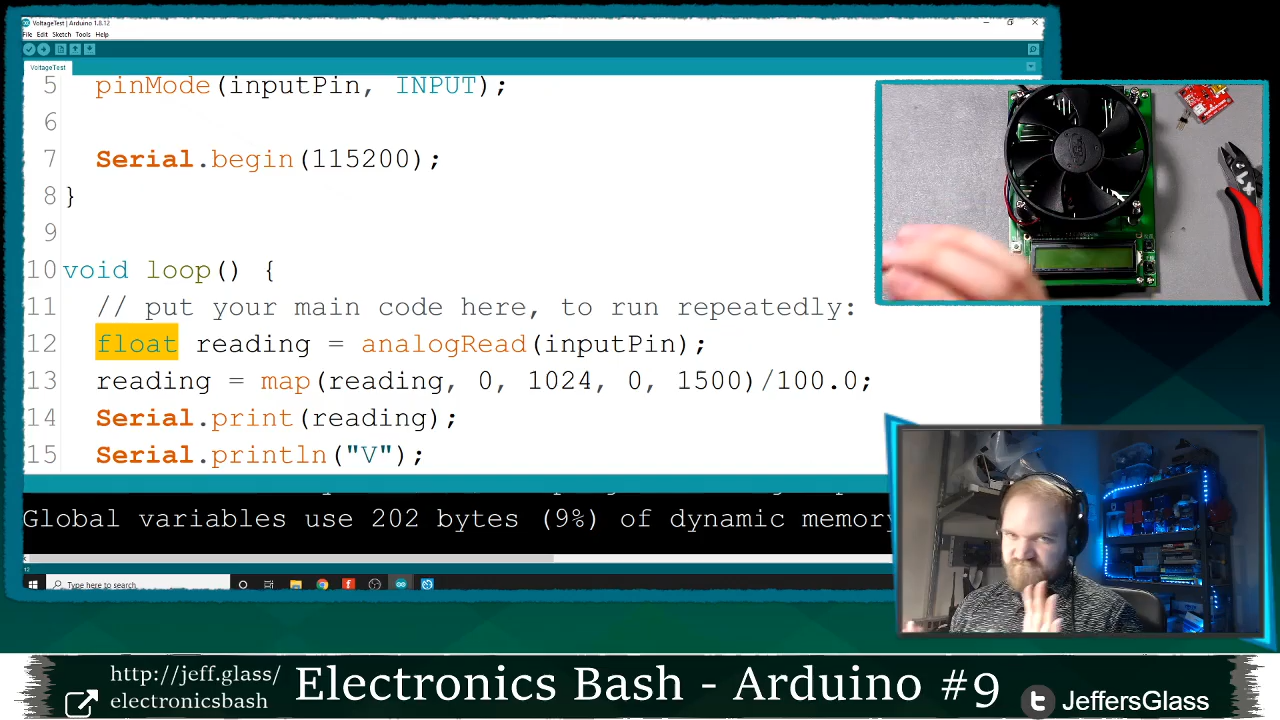 VoltageTest | Arduino 1.8.12
File Edit Sketch Tools Help
VoltageTest
5 pinMode(inputPin, INPUT);
6
7 Serial.begin(115200);
8 }
9
10 void loop() {
11 // put your main code here, to run repeatedly:
12 float reading = analogRead(inputPin);
13 reading = map(reading, 0, 1024, 0, 1500)/100.0;
14 Serial.print(reading);
15 Serial.println("V");
Global variables use 202 bytes (9%) of dynamic memory
12
Type here to search
http://jeff.glass/
electronicsbash
Electronics Bash - Arduino #9
JeffersGlass